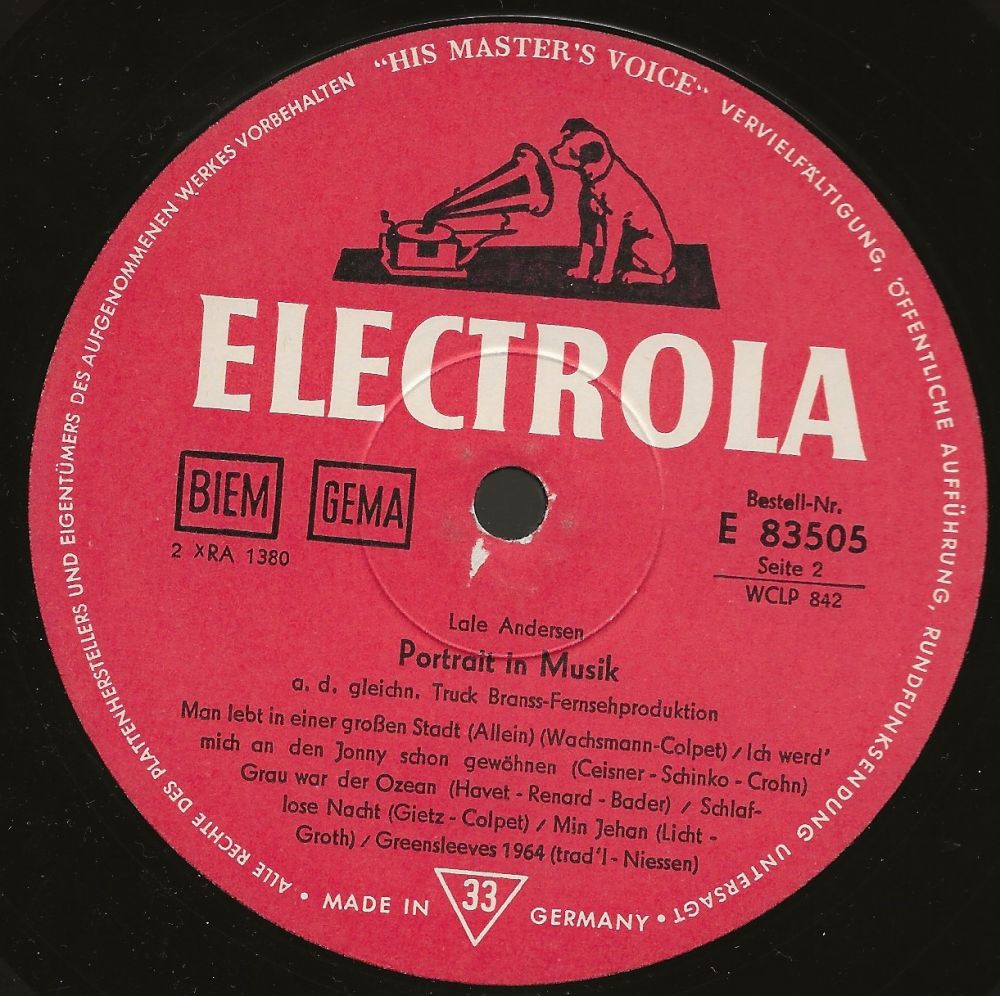 "HIS MASTER'S VOICE"
VERVIELFÄLTIGUNG, ÖFFENTLICHE AUFFÜHRUNG, RUNDFUNKSENDUNG UNTERSAGT •
MADE IN GERMANY
• ALLE RECHTE DES PLATTENHERSTELLERS UND EIGENTÜMERS DES AUFGENOMMENEN WERKES VORBEHALTEN
ELECTROLA
BIEM
GEMA
2 XRA 1380
Bestell-Nr.
E 83505
Seite 2
WCLP 842
Lale Andersen
Portrait in Musik
a. d. gleichn. Truck Branss-Fernsehproduktion
Man lebt in einer großen Stadt (Allein) (Wachsmann-Colpet) / Ich werd'
mich an den Jonny schon gewöhnen (Ceisner - Schinko - Crohn)
Grau war der Ozean (Havet - Renard - Bader) / Schlaf-
lose Nacht (Gietz - Colpet) / Min Jehan (Licht -
Groth) / Greensleeves 1964 (trad'l - Niessen)
33